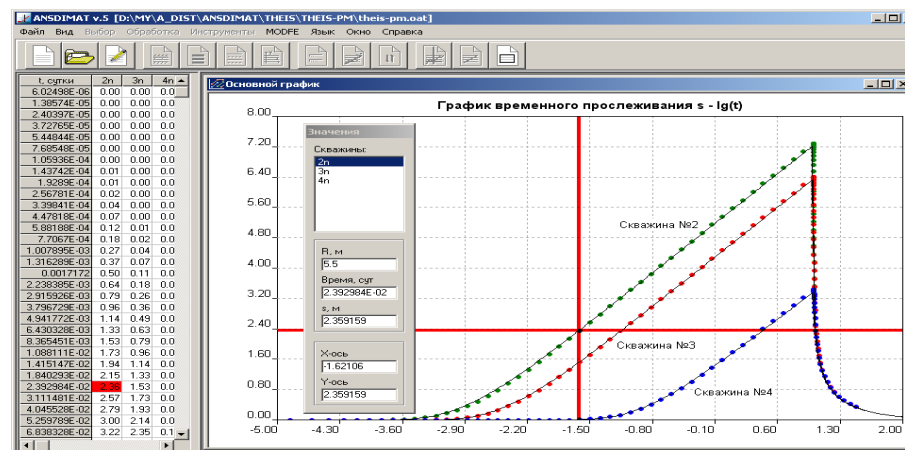 ANSDIMAT v.5 [D:\MY\A_DIST\ANSDIMAT\THEIS\THEIS-PM\theis-pm.oat]
Файл Вид Выбор Обработка Инструменты MODFE Язык Окно Справка
t, сутки 2n 3n 4n
6.02498E-06 0.00 0.00 0.0
1.38574E-05 0.00 0.00 0.0
2.40397E-05 0.00 0.00 0.0
3.72765E-05 0.00 0.00 0.0
5.44844E-05 0.00 0.00 0.0
7.68548E-05 0.00 0.00 0.0
1.05936E-04 0.01 0.00 0.0
1.43742E-04 0.01 0.00 0.0
1.9289E-04 0.01 0.00 0.0
2.56781E-04 0.02 0.00 0.0
3.39841E-04 0.04 0.00 0.0
4.47818E-04 0.07 0.00 0.0
5.88188E-04 0.12 0.01 0.0
7.7067E-04 0.18 0.02 0.0
1.007895E-03 0.27 0.04 0.0
1.316289E-03 0.37 0.07 0.0
0.0017172 0.50 0.11 0.0
2.238385E-03 0.64 0.18 0.0
2.915926E-03 0.79 0.26 0.0
3.796729E-03 0.96 0.36 0.0
4.941772E-03 1.14 0.49 0.0
6.430328E-03 1.33 0.63 0.0
8.365451E-03 1.53 0.79 0.0
1.088111E-02 1.73 0.96 0.0
1.415147E-02 1.94 1.14 0.0
1.840293E-02 2.15 1.33 0.0
2.392984E-02 2.36 1.53 0.0
3.111481E-02 2.57 1.73 0.0
4.045528E-02 2.79 1.93 0.0
5.259789E-02 3.00 2.14 0.0
6.838328E-02 3.22 2.35 0.1
Основной график
График временного прослеживания s - lg(t)
8.00
7.20
6.40
5.60
4.80
4.00
3.20
2.40
1.60
0.80
0.00
-5.00 -4.30 -3.60 -2.90 -2.20 -1.50 -0.80 -0.10 0.60 1.30 2.00
Скважина №2
Скважина №3
Скважина №4
Значения
Скважины:
2n
3n
4n
R, м
5.5
Время, сут
2.392984E-02
s, м
2.359159
X-ось
-1.62106
Y-ось
2.359159